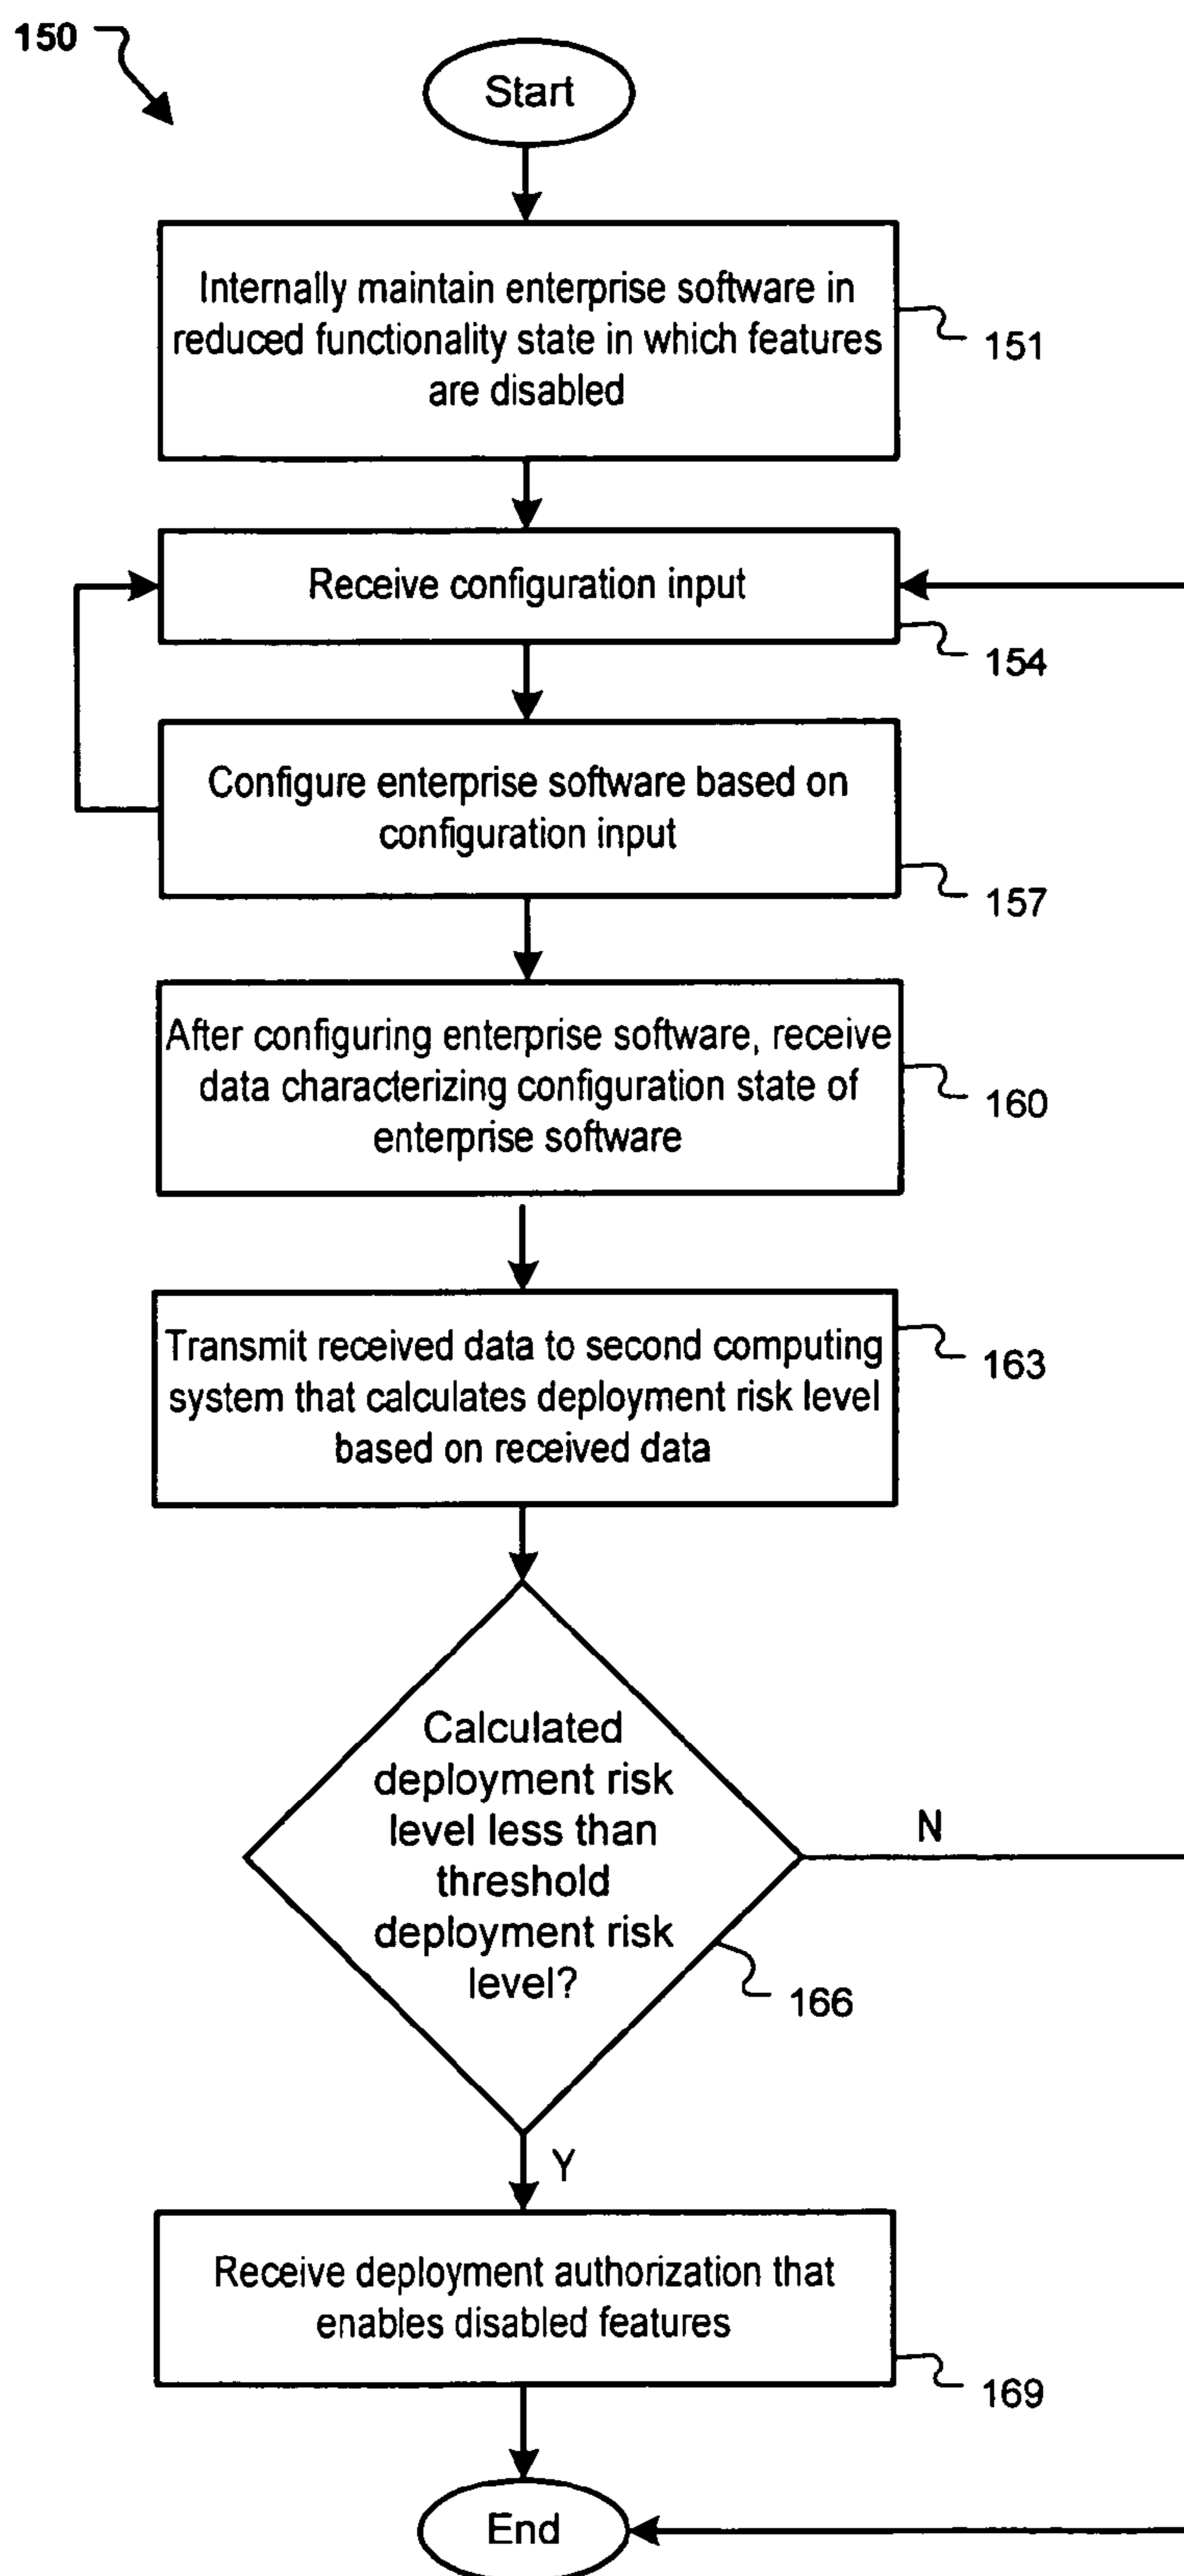 150
Start
Internally maintain enterprise software in
reduced functionality state in which features
are disabled
151
Receive configuration input
154
Configure enterprise software based on
configuration input
157
After configuring enterprise software, receive
data characterizing configuration state of
enterprise software
160
Transmit received data to second computing
system that calculates deployment risk level
based on received data
163
Calculated
deployment risk
level less than
threshold
deployment risk
level?
N
166
Y
Receive deployment authorization that
enables disabled features
169
End